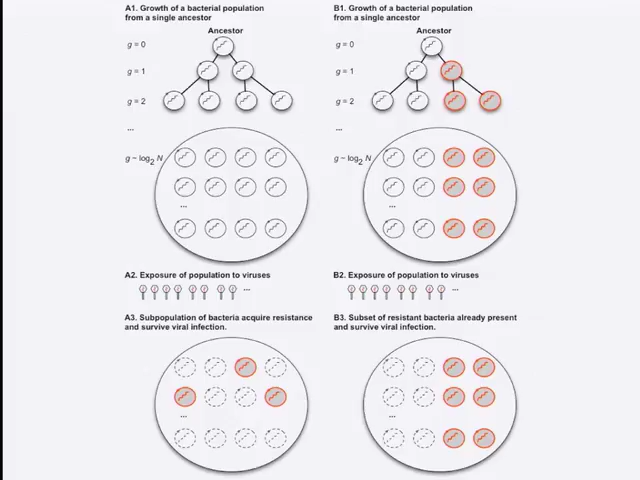 A1. Growth of a bacterial population
from a single ancestor
Ancestor
g = 0
g = 1
g = 2
...
g ~ log2 N
...
A2. Exposure of population to viruses
...
A3. Subpopulation of bacteria acquire resistance
and survive viral infection.
...
B1. Growth of a bacterial population
from a single ancestor
Ancestor
g = 0
g = 1
g = 2
...
g ~ log2 N
...
B2. Exposure of population to viruses
...
B3. Subset of resistant bacteria already present
and survive viral infection.
...